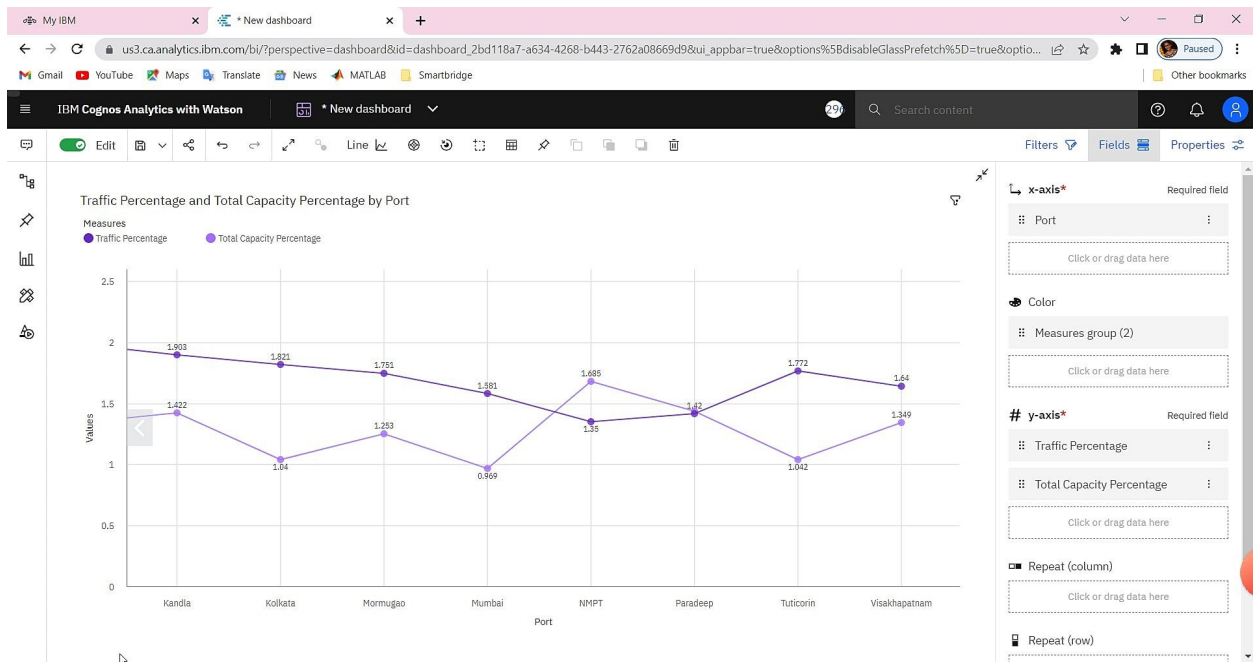 My IBM
* New dashboard
us3.ca.analytics.ibm.com/bi/?perspective=dashboard&id=dashboard_2bd118a7-a634-4268-b443-2762a08669d9&ui_appbar=true&options%5BdisableGlassPrefetch%5D=true&optio...
Paused
Gmail YouTube Maps Translate News MATLAB Smartbridge Other bookmarks
IBM Cognos Analytics with Watson * New dashboard 296 Search content
Edit Line Filters Fields Properties
Traffic Percentage and Total Capacity Percentage by Port
Measures
Traffic Percentage Total Capacity Percentage
2.5
2
1.5
1
0.5
0
Values
1.903
1.821
1.751
1.581
1.35
1.42
1.772
1.64
1.422
1.04
1.253
0.969
1.685
1.042
1.349
Kandla Kolkata Mormugao Mumbai NMPT Paradeep Tuticorin Visakhapatnam
Port
x-axis* Required field
Port
Click or drag data here
Color
Measures group (2)
Click or drag data here
# y-axis* Required field
Traffic Percentage
Total Capacity Percentage
Click or drag data here
Repeat (column)
Click or drag data here
Repeat (row)